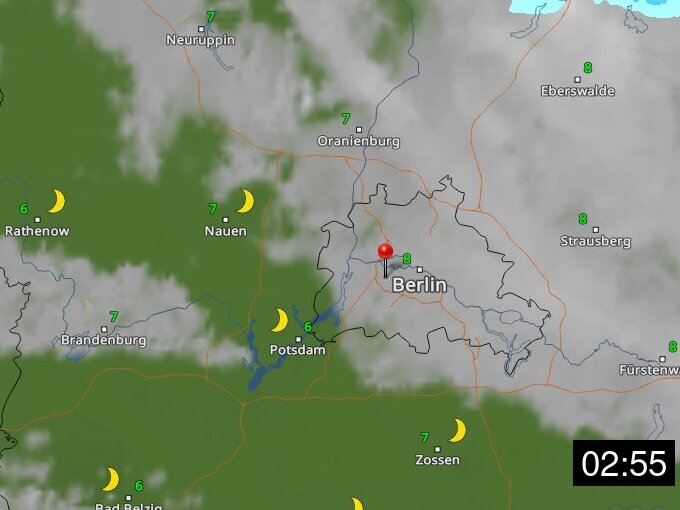 7
Neuruppin
8
Eberswalde
7
Oranienburg
6
Rathenow
7
Nauen
8
Strausberg
8
Berlin
7
Brandenburg
6
Potsdam
8
Fürstenwa
7
Zossen
6
Bad Belzig
02:55